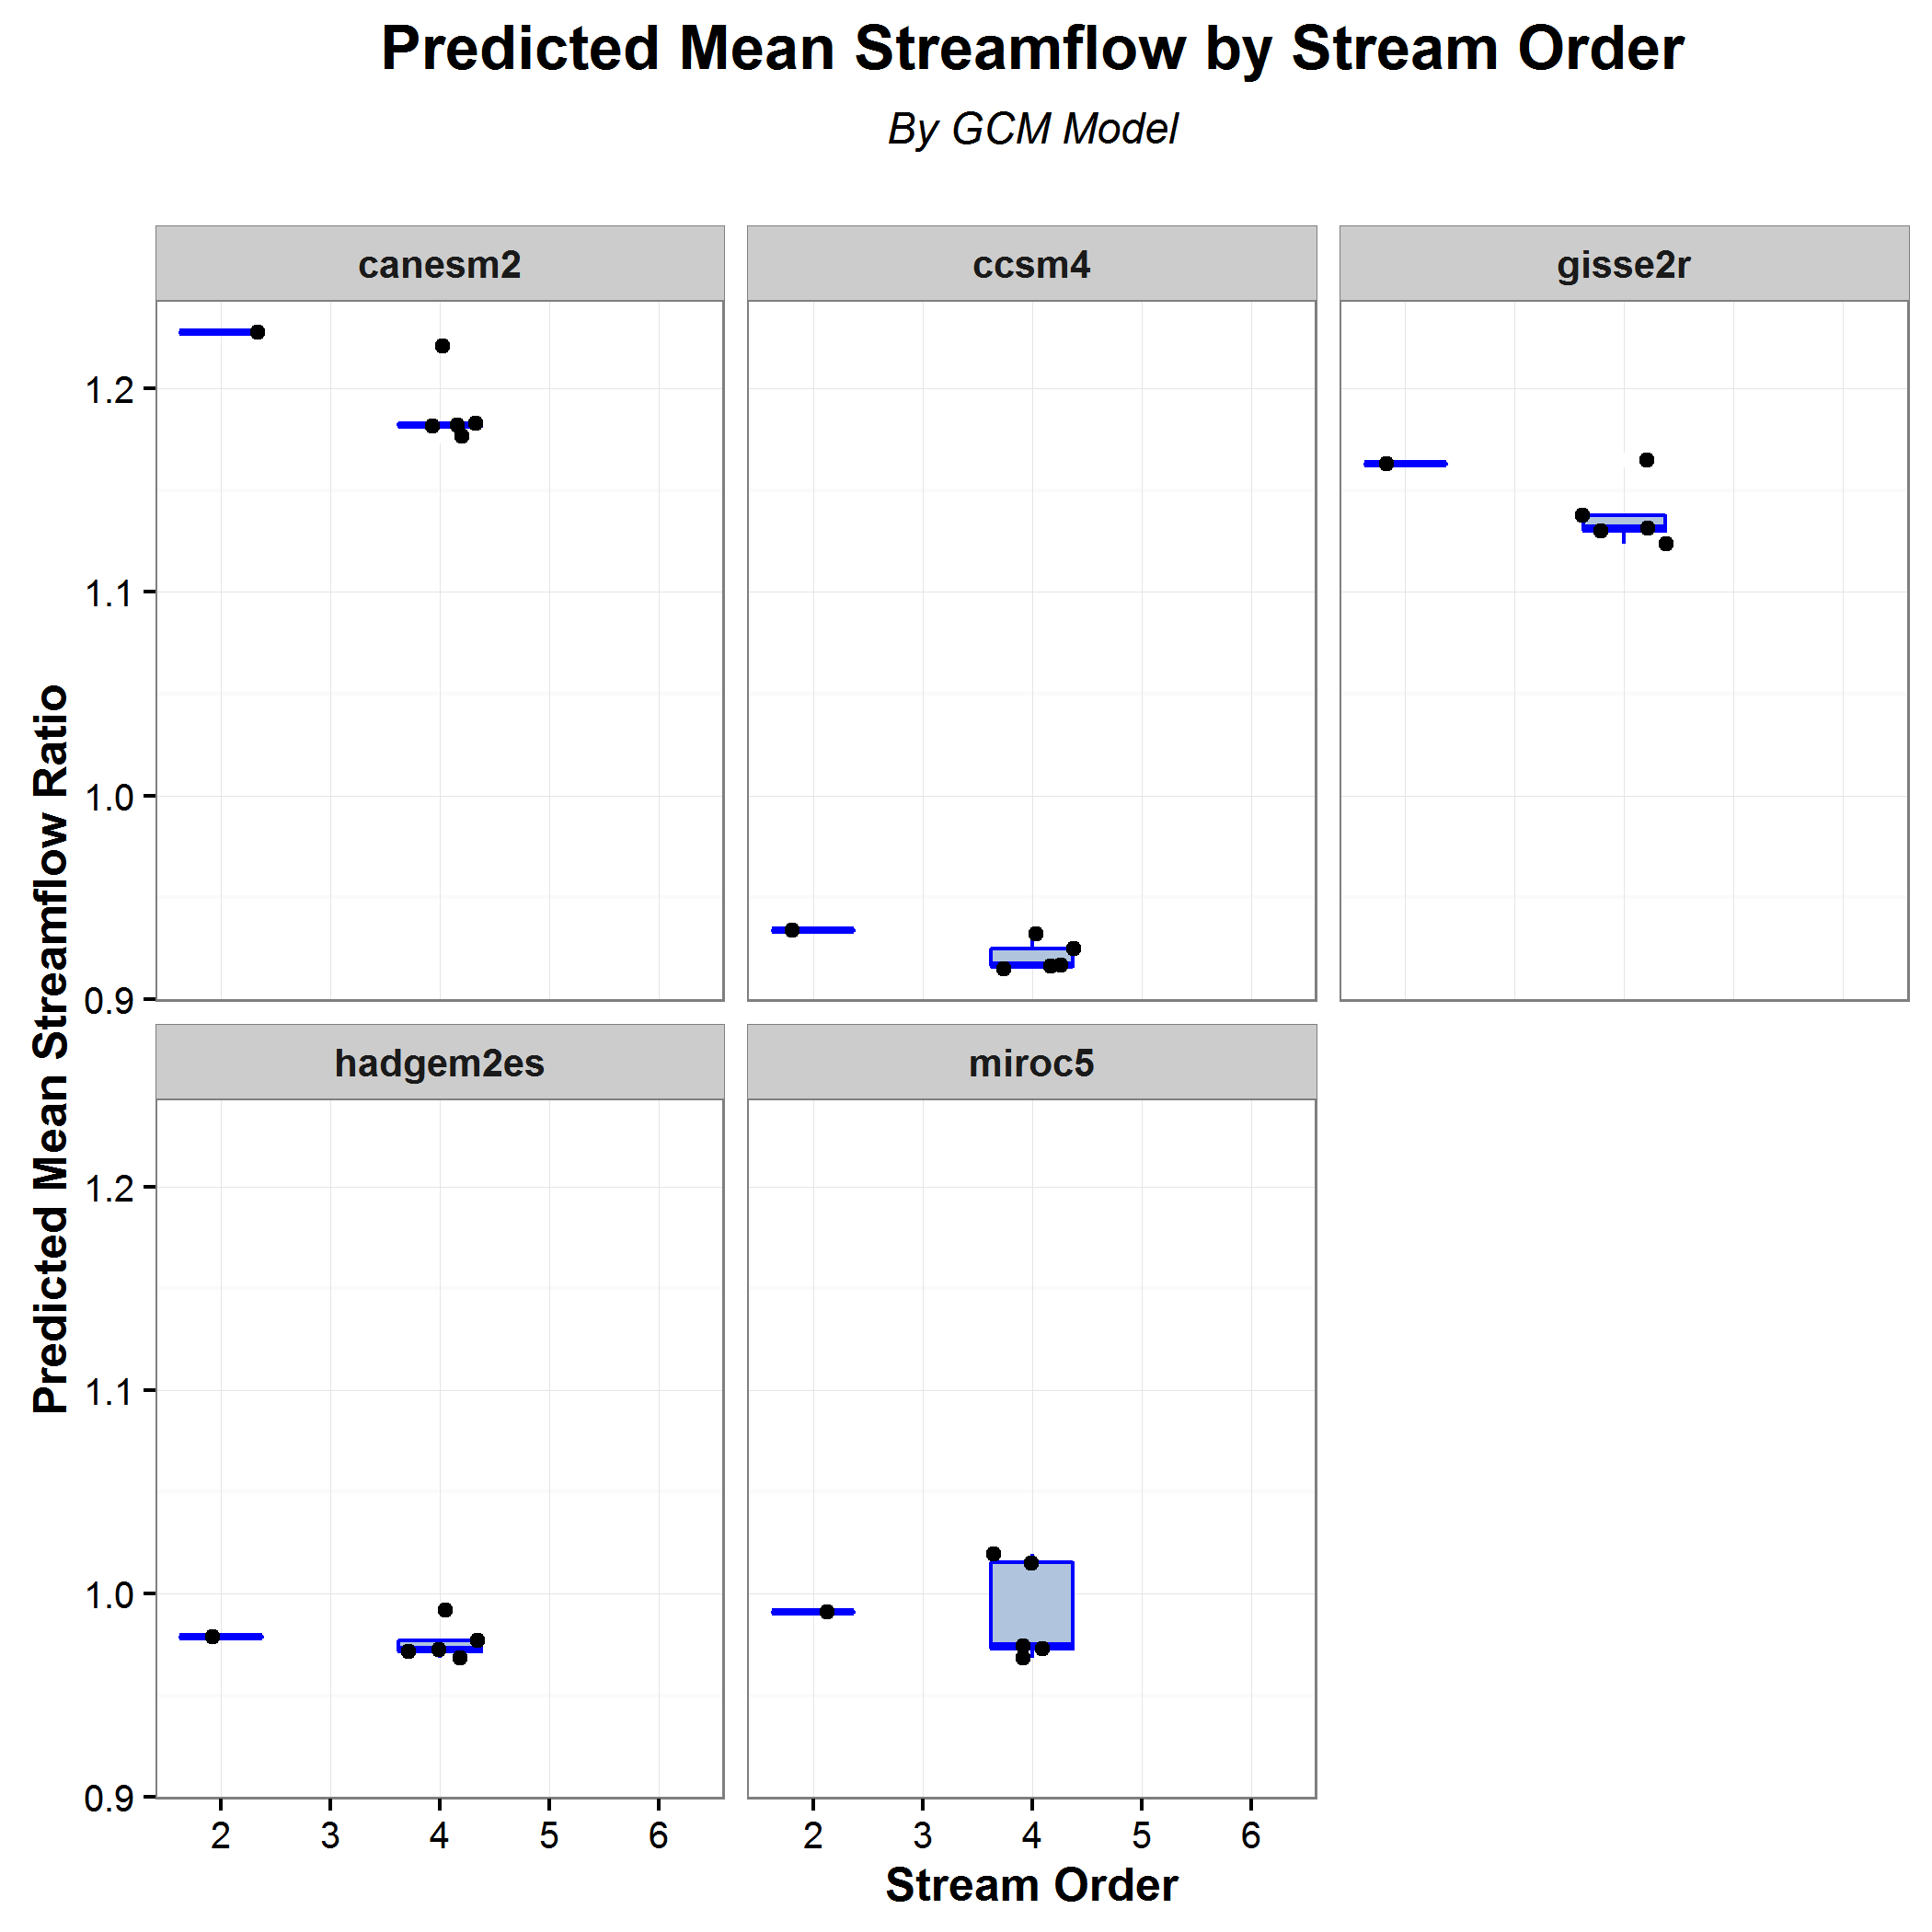 Predicted Mean Streamflow by Stream Order
By GCM Model
canesm2
ccsm4
gisse2r
1.2
1.1
1.0
0.9
Predicted Mean Streamflow Ratio
hadgem2es
miroc5
1.2
1.1
1.0
0.9
2 3 4 5 6
2 3 4 5 6
Stream Order